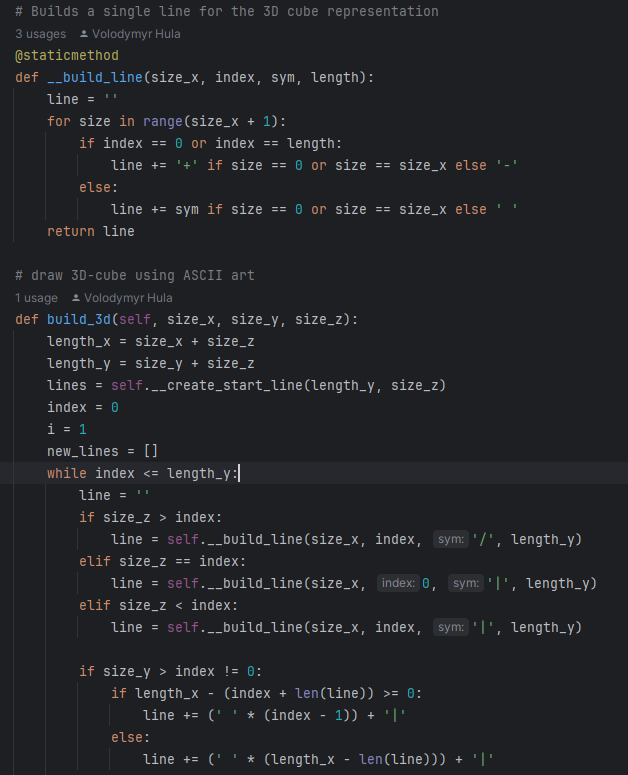 # Builds a single line for the 3D cube representation
3 usages Volodymyr Hula
@staticmethod
def __build_line(size_x, index, sym, length):
    line = ''
    for size in range(size_x + 1):
        if index == 0 or index == length:
            line += '+' if size == 0 or size == size_x else '-'
        else:
            line += sym if size == 0 or size == size_x else ' '
    return line

# draw 3D-cube using ASCII art
1 usage Volodymyr Hula
def build_3d(self, size_x, size_y, size_z):
    length_x = size_x + size_z
    length_y = size_y + size_z
    lines = self.__create_start_line(length_y, size_z)
    index = 0
    i = 1
    new_lines = []
    while index <= length_y:
        line = ''
        if size_z > index:
            line = self.__build_line(size_x, index, sym: '/', length_y)
        elif size_z == index:
            line = self.__build_line(size_x, index: 0, sym: '|', length_y)
        elif size_z < index:
            line = self.__build_line(size_x, index, sym: '|', length_y)

        if size_y > index != 0:
            if length_x - (index + len(line)) >= 0:
                line += (' ' * (index - 1)) + '|'
            else:
                line += (' ' * (length_x - len(line))) + '|'